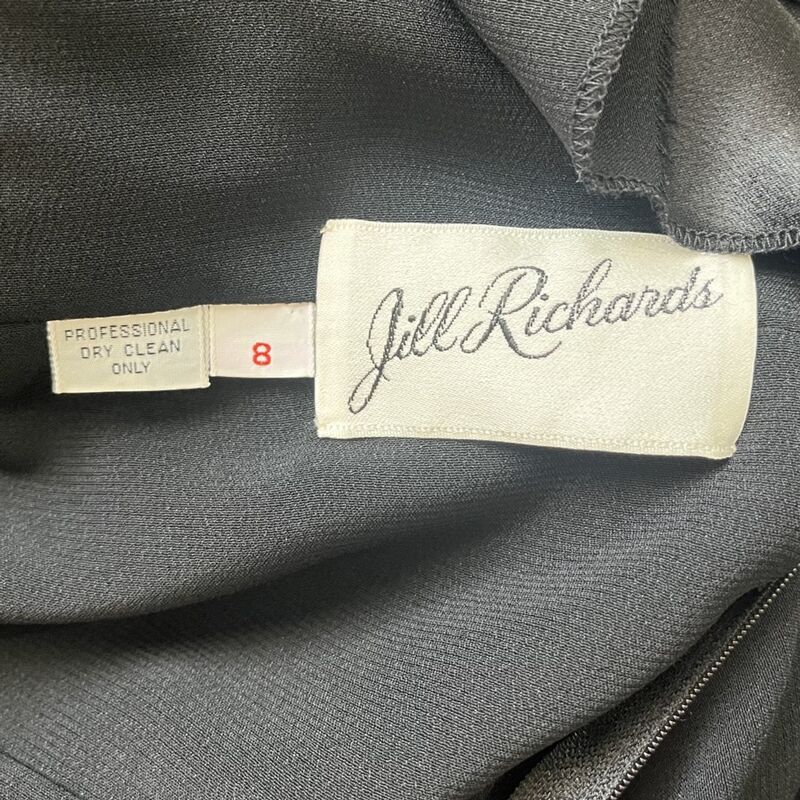 PROFESSIONAL
DRY CLEAN
ONLY
8
Jill Richards